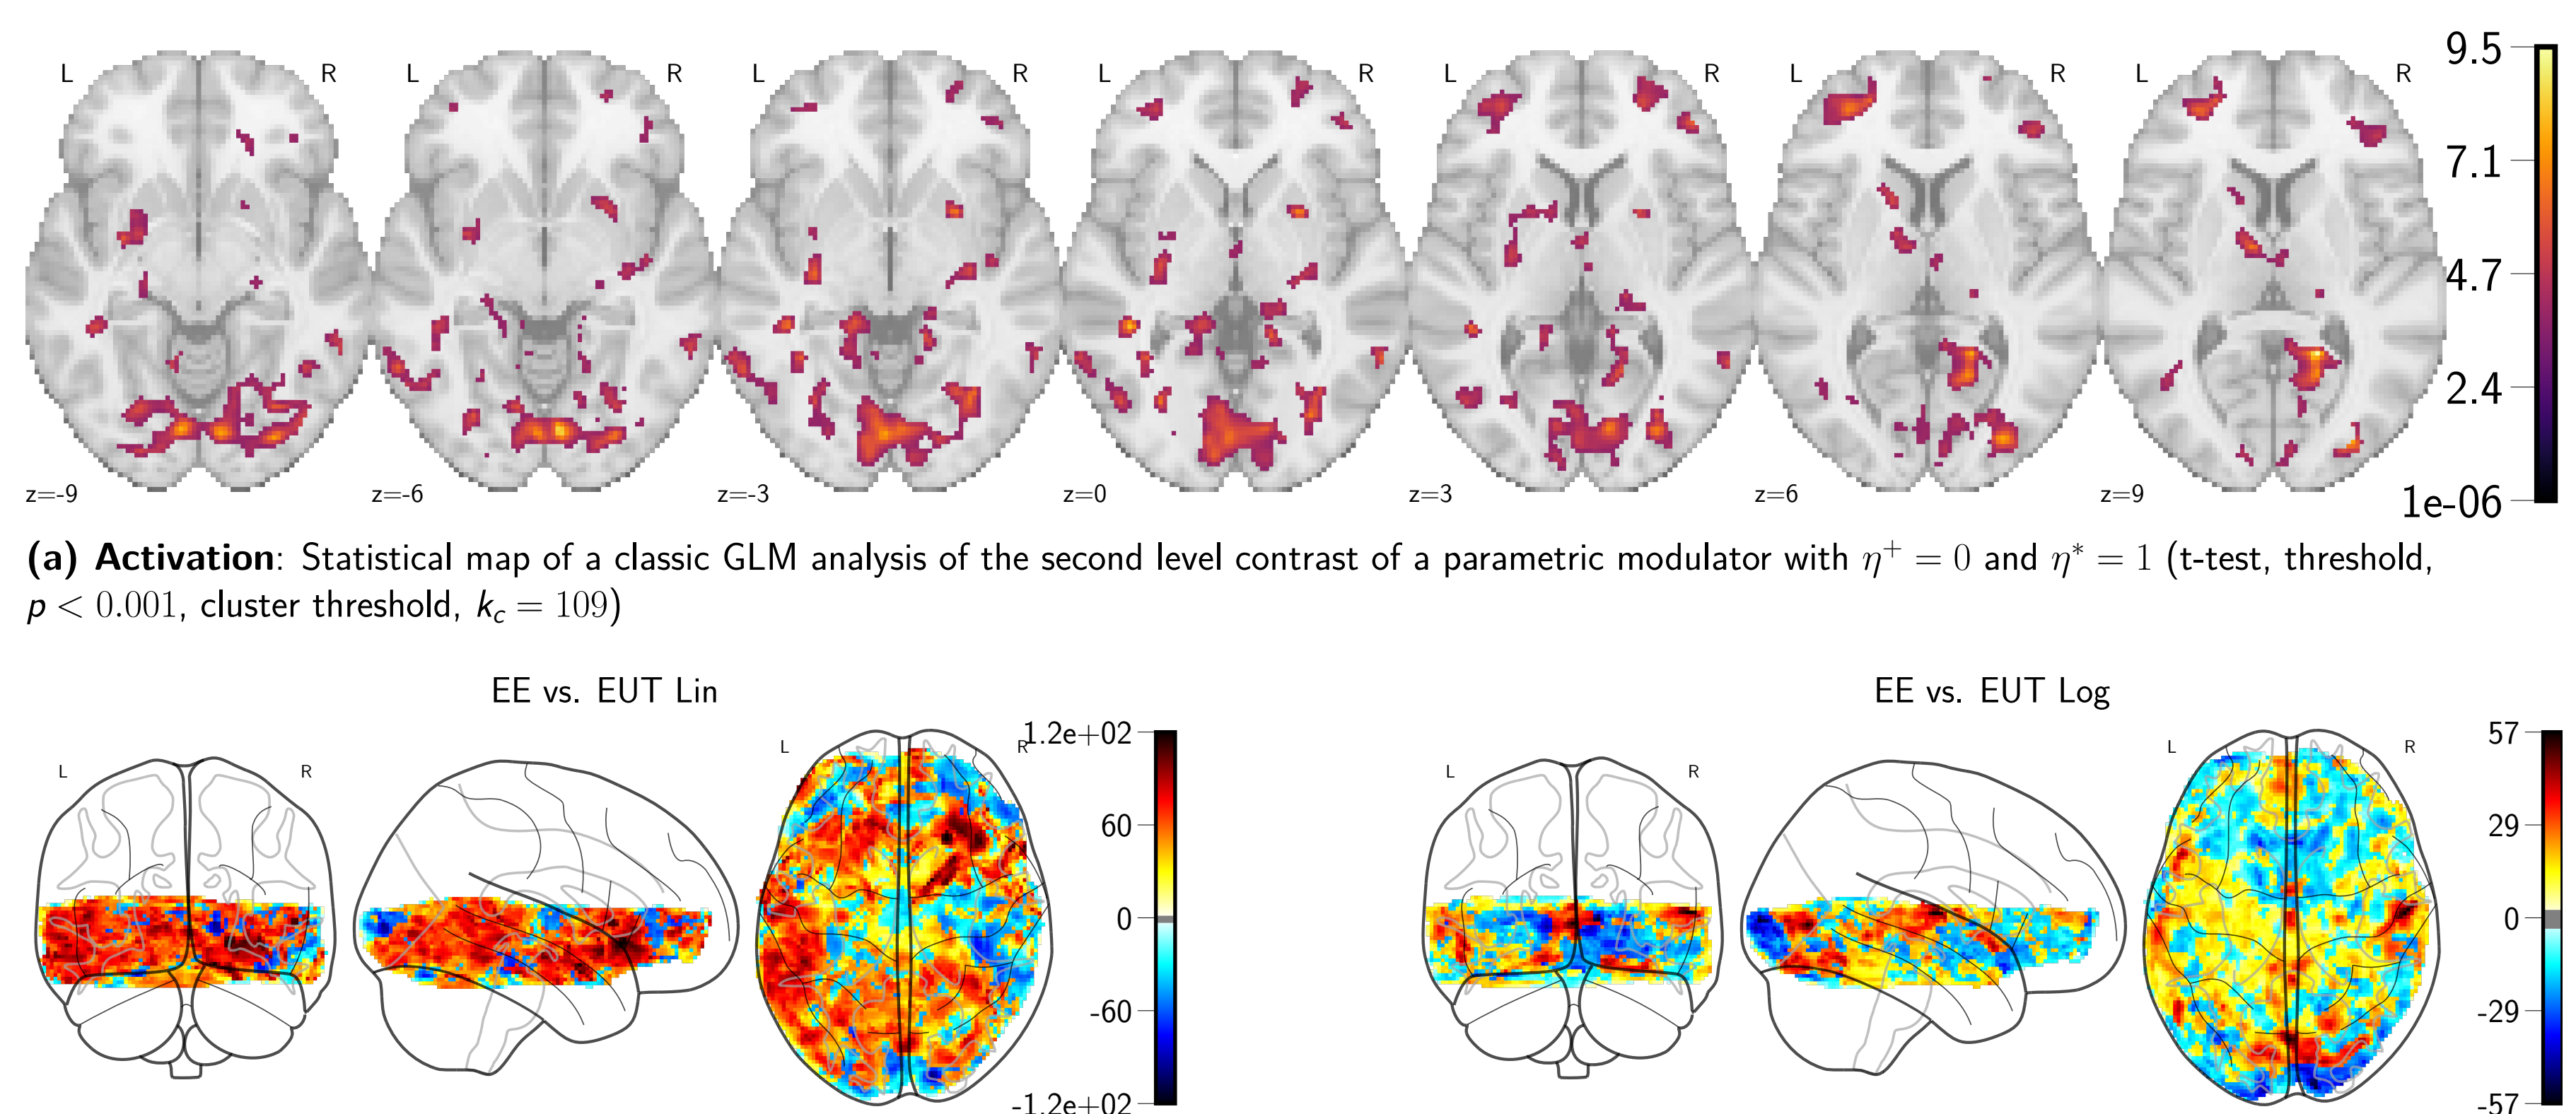 L R L R L R L R L R L R L R
9.5
7.1
4.7
2.4
1e-06
z=-9 z=-6 z=-3 z=0 z=3 z=6 z=9
(a) Activation: Statistical map of a classic GLM analysis of the second level contrast of a parametric modulator with η⁺ = 0 and η* = 1 (t-test, threshold,
p < 0.001, cluster threshold, k_c = 109)
EE vs. EUT Lin
L R L R
1.2e+02
60
0
-60
-1.2e+02
EE vs. EUT Log
L R L R
57
29
0
-29
-57